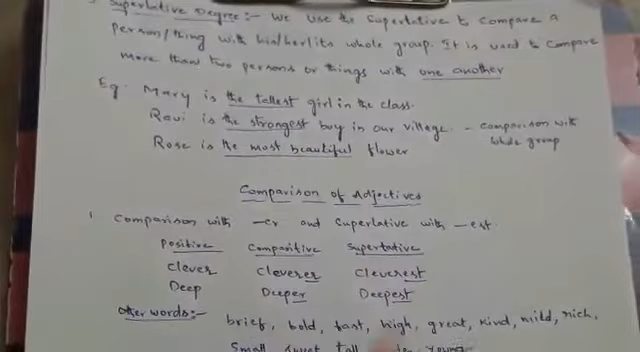 Superlative Degree:- We use the Superlative to compare a
person/thing with his/her/its whole group. It is used to compare
more than two persons or things with one another
Eg. Mary is the tallest girl in the class.
Ravi is the strongest boy in our village. - comparison with
whole group
Rose is the most beautiful flower
Comparison of Adjectives
1 Comparison with -er and Superlative with -est.
Positive Comparitive Superlative
Clever Cleverer Cleverest
Deep Deeper Deepest
Other words:- brief, bold, fast, high, great, kind, mild, rich,
Small tall young